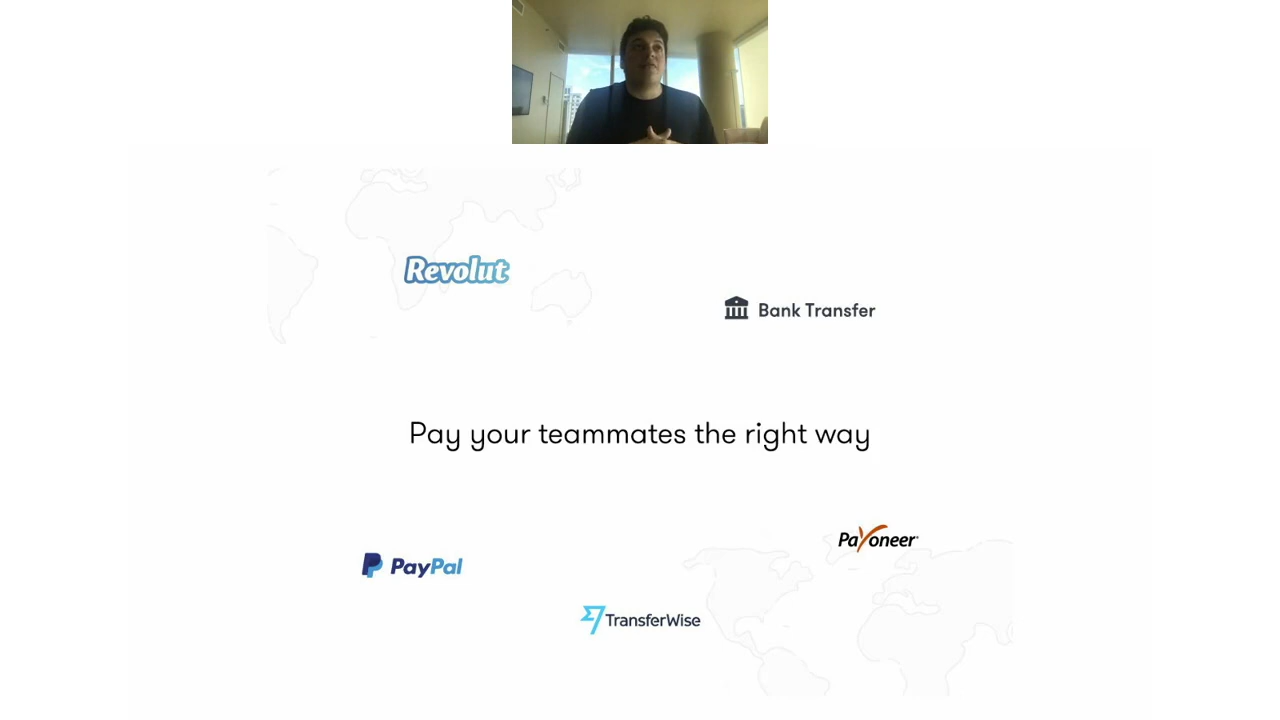 Revolut
Bank Transfer
Pay your teammates the right way
Payoneer
PayPal
TransferWise